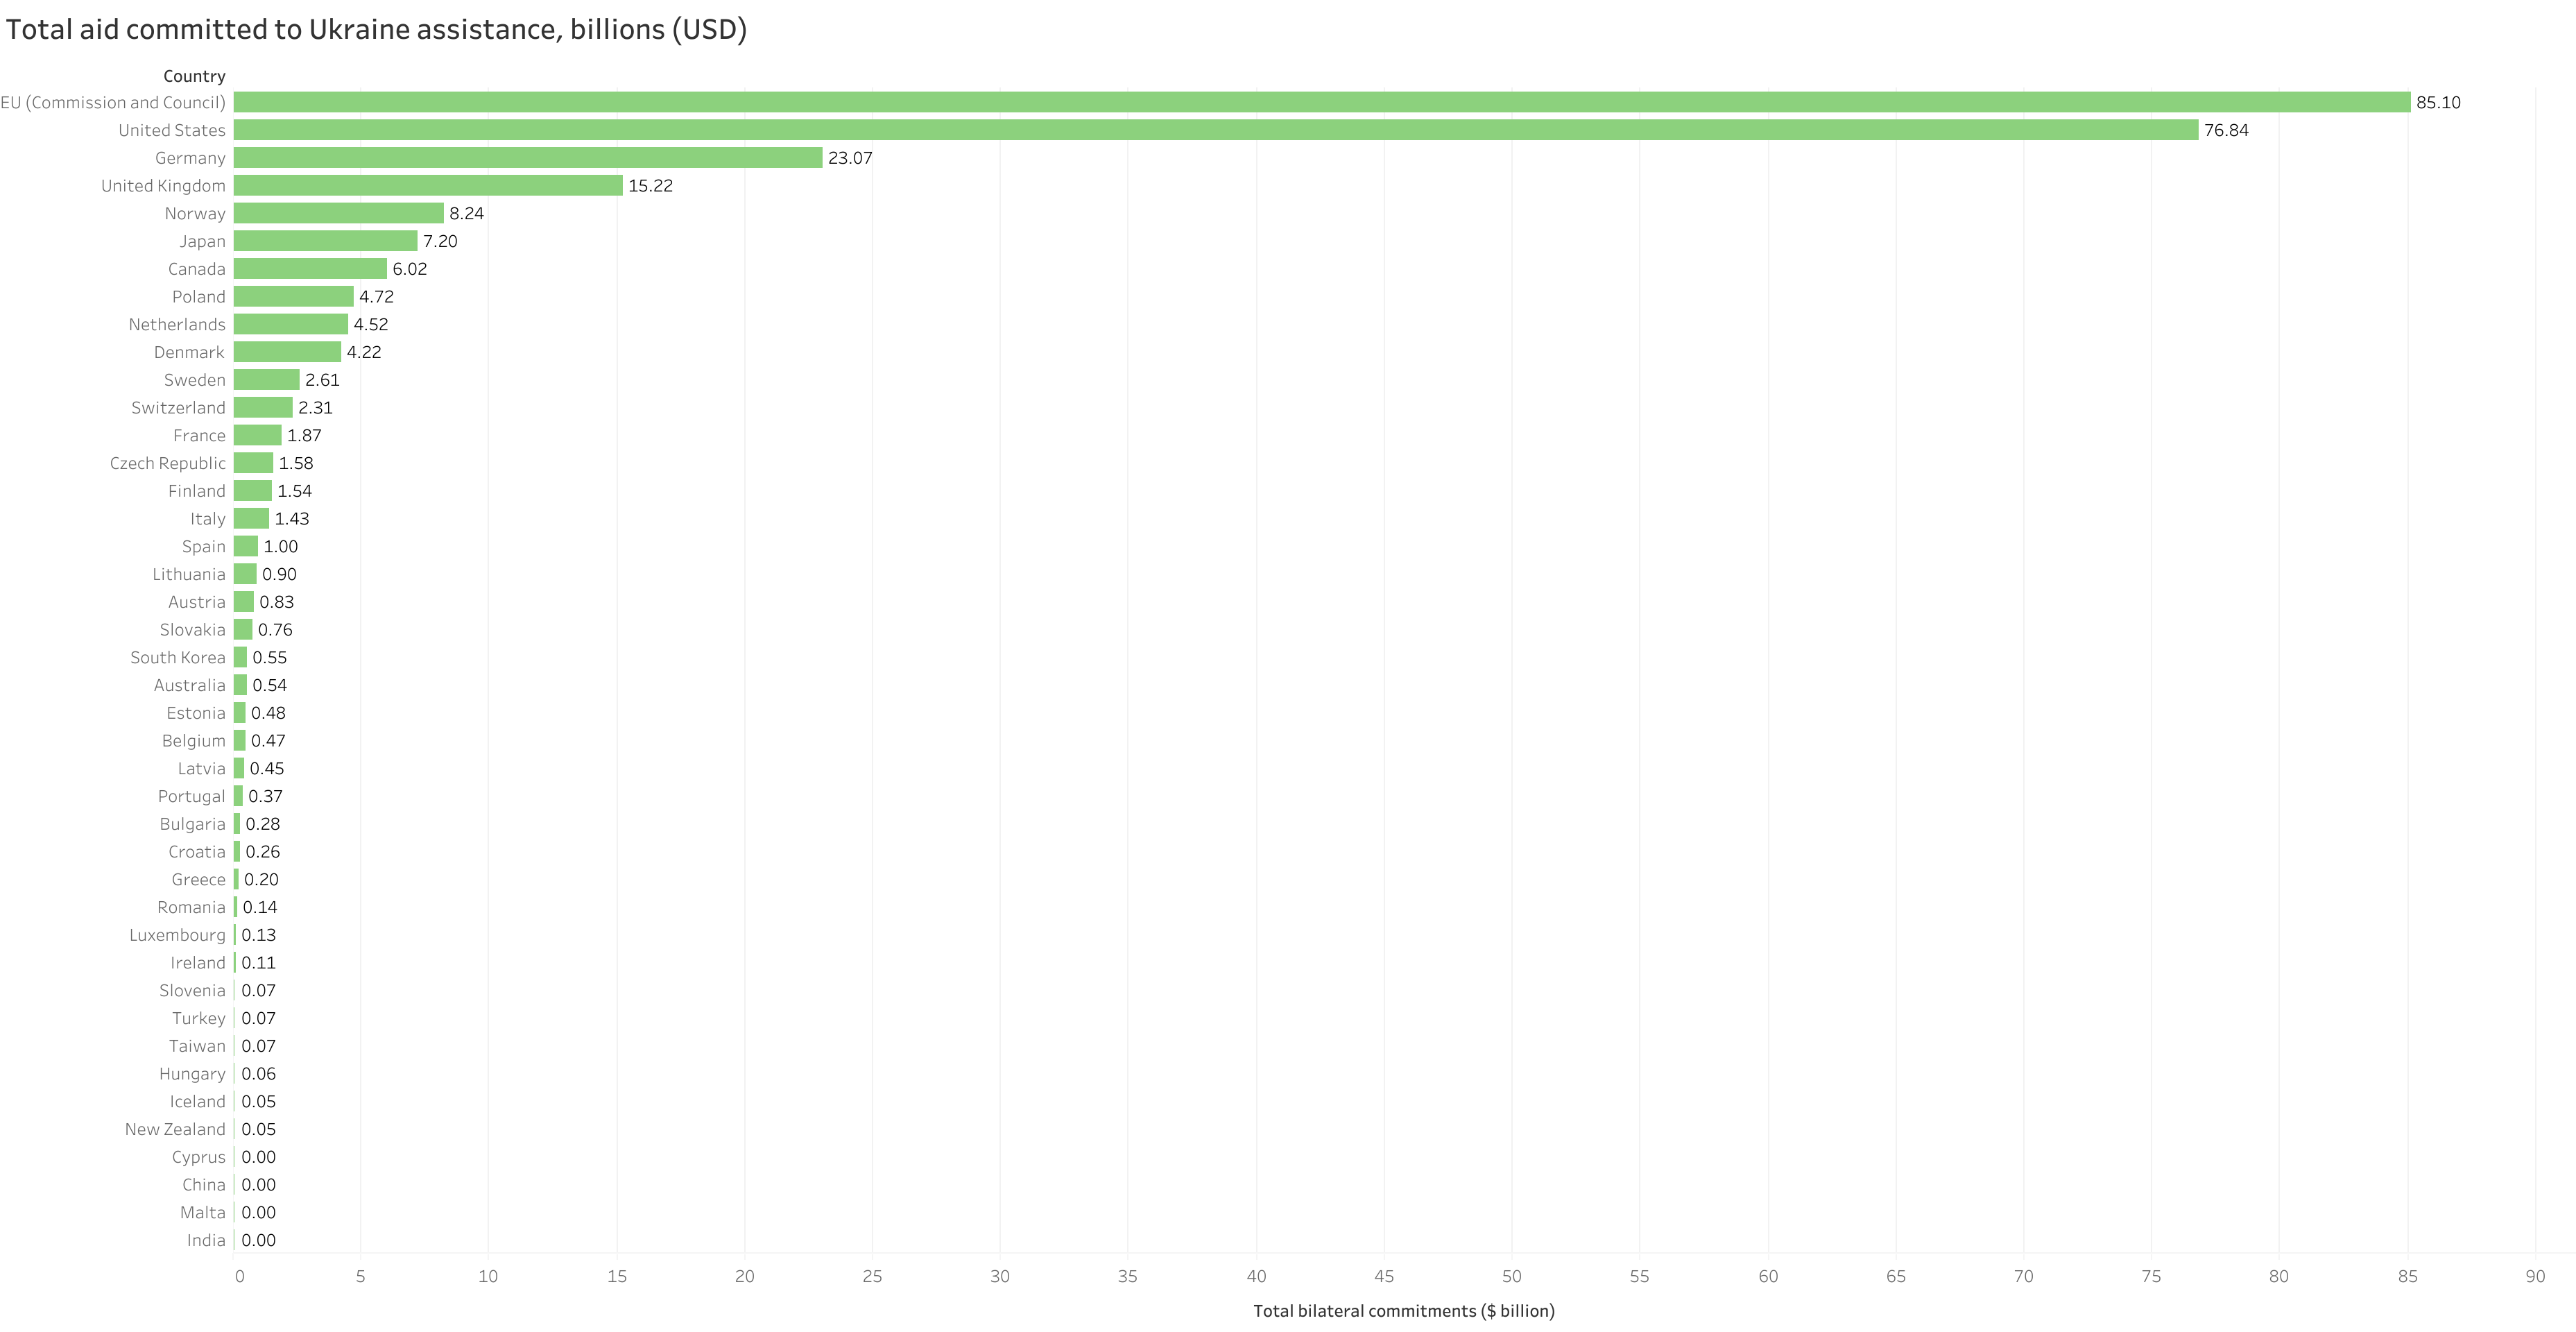 Total aid committed to Ukraine assistance, billions (USD)
Country
EU (Commission and Council) 85.10
United States 76.84
Germany 23.07
United Kingdom 15.22
Norway 8.24
Japan 7.20
Canada 6.02
Poland 4.72
Netherlands 4.52
Denmark 4.22
Sweden 2.61
Switzerland 2.31
France 1.87
Czech Republic 1.58
Finland 1.54
Italy 1.43
Spain 1.00
Lithuania 0.90
Austria 0.83
Slovakia 0.76
South Korea 0.55
Australia 0.54
Estonia 0.48
Belgium 0.47
Latvia 0.45
Portugal 0.37
Bulgaria 0.28
Croatia 0.26
Greece 0.20
Romania 0.14
Luxembourg 0.13
Ireland 0.11
Slovenia 0.07
Turkey 0.07
Taiwan 0.07
Hungary 0.06
Iceland 0.05
New Zealand 0.05
Cyprus 0.00
China 0.00
Malta 0.00
India 0.00
0 5 10 15 20 25 30 35 40 45 50 55 60 65 70 75 80 85 90
Total bilateral commitments ($ billion)